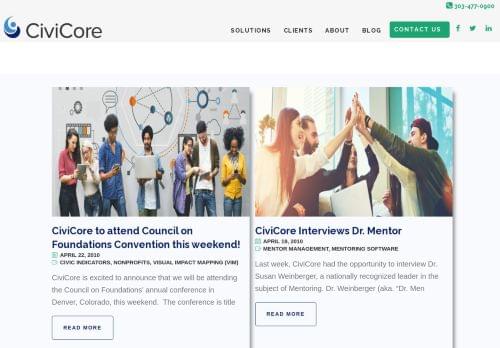 303-477-0900
CiviCore
SOLUTIONS CLIENTS ABOUT BLOG CONTACT US
CiviCore to attend Council on
Foundations Convention this weekend!
APRIL 22, 2010
CIVIC INDICATORS, NONPROFITS, VISUAL IMPACT MAPPING (VIM)
CiviCore is excited to announce that we will be attending
the Council on Foundations' annual conference in
Denver, Colorado, this weekend. The conference is title
READ MORE
CiviCore Interviews Dr. Mentor
APRIL 19, 2010
MENTOR MANAGEMENT, MENTORING SOFTWARE
Last week, CiviCore had the opportunity to interview Dr.
Susan Weinberger, a nationally recognized leader in the
subject of Mentoring. Dr. Weinberger (aka. “Dr. Men
READ MORE